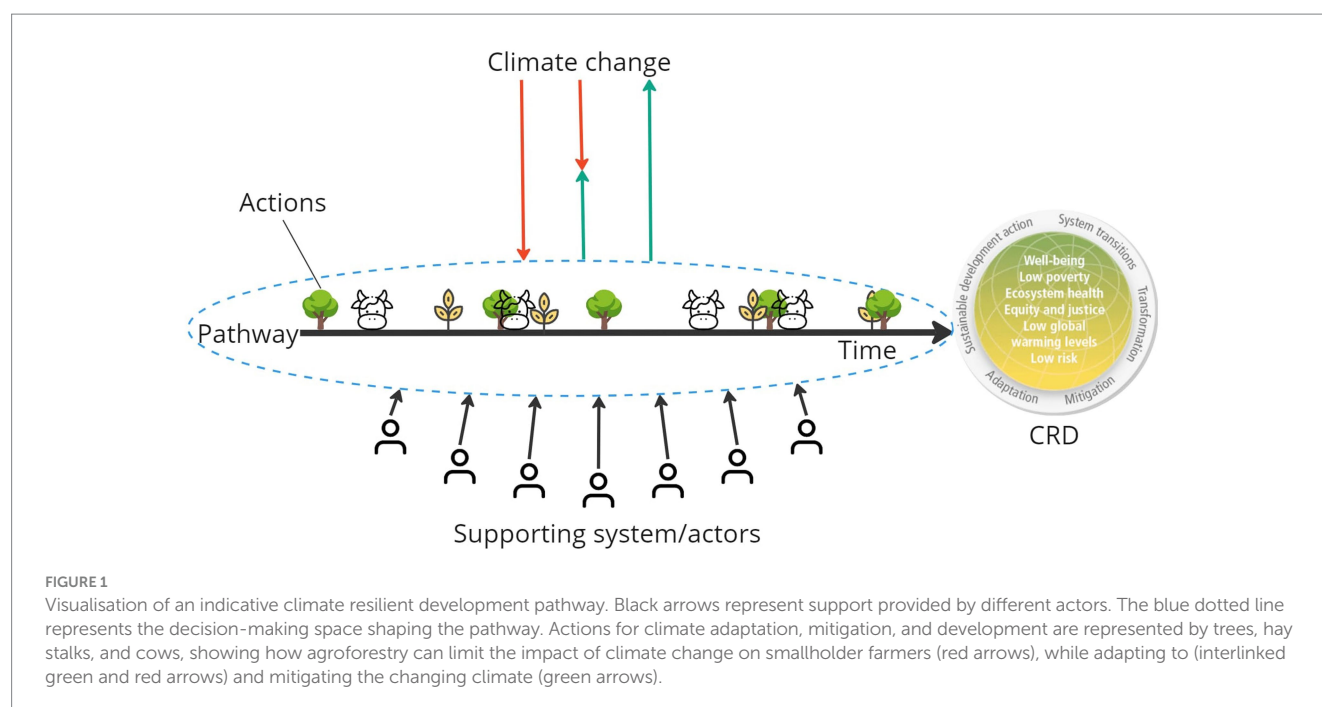 Climate change
Actions
Pathway
Time
Sustainable development action
System transitions
Transformation
Mitigation
Adaptation
Well-being
Low poverty
Ecosystem health
Equity and justice
Low global
warming levels
Low risk
CRD
Supporting system/actors
FIGURE 1
Visualisation of an indicative climate resilient development pathway. Black arrows represent support provided by different actors. The blue dotted line
represents the decision-making space shaping the pathway. Actions for climate adaptation, mitigation, and development are represented by trees, hay
stalks, and cows, showing how agroforestry can limit the impact of climate change on smallholder farmers (red arrows), while adapting to (interlinked
green and red arrows) and mitigating the changing climate (green arrows).